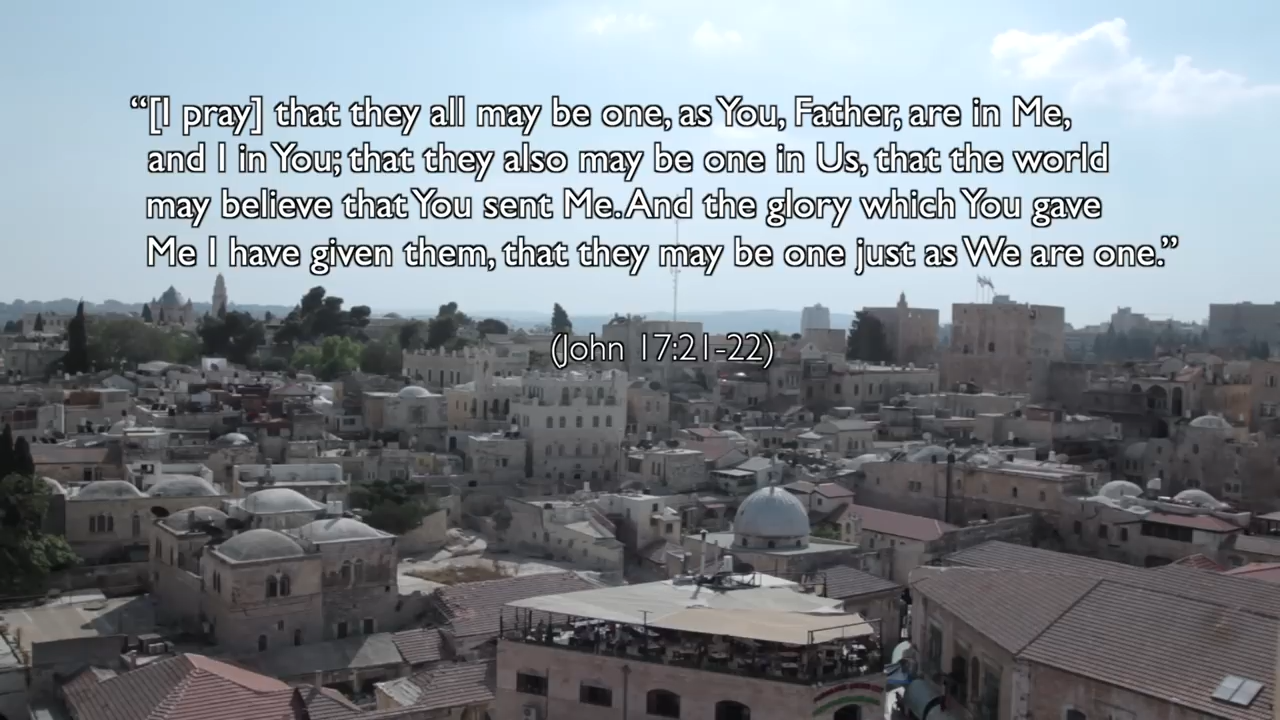 “[I pray] that they all may be one, as You, Father, are in Me,
and I in You; that they also may be one in Us, that the world
may believe that You sent Me. And the glory which You gave
Me I have given them, that they may be one just as We are one.”
(John 17:21-22)